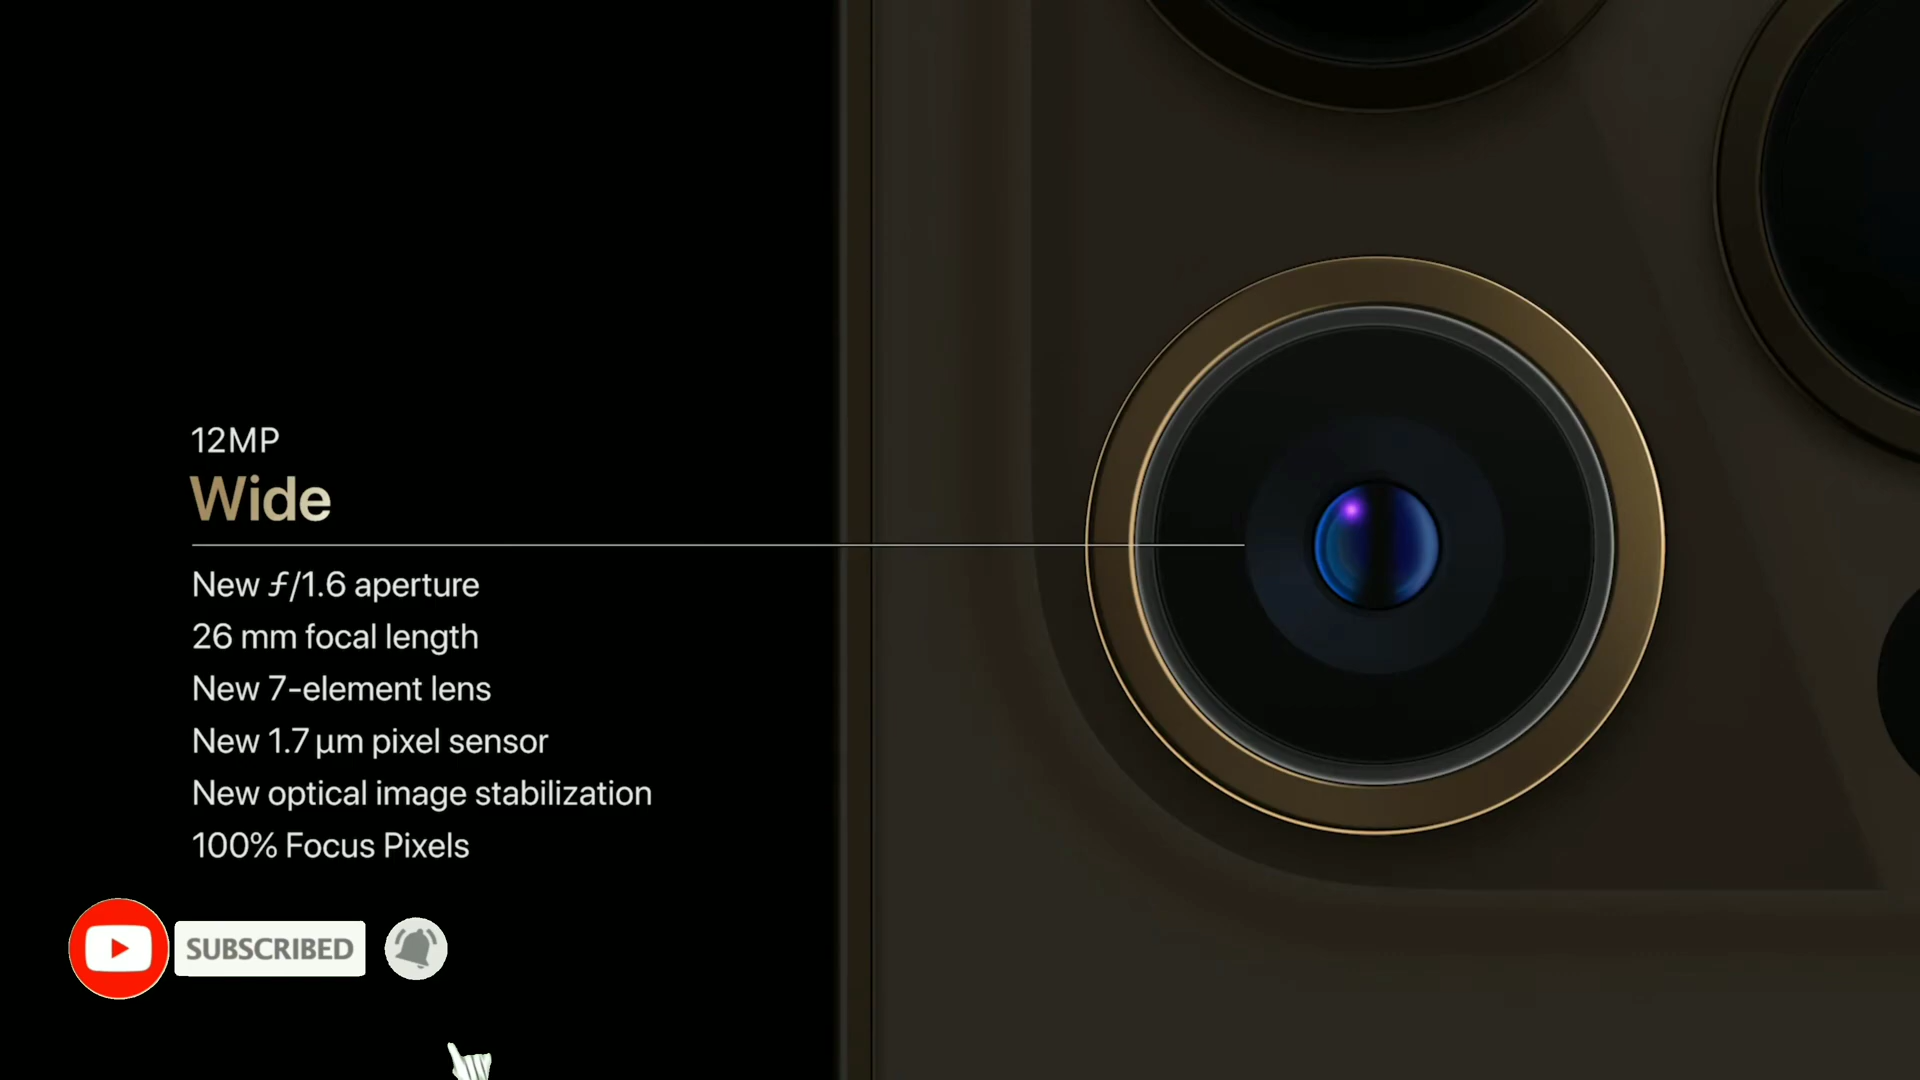 12MP
Wide
New ƒ/1.6 aperture
26 mm focal length
New 7-element lens
New 1.7 µm pixel sensor
New optical image stabilization
100% Focus Pixels
SUBSCRIBED